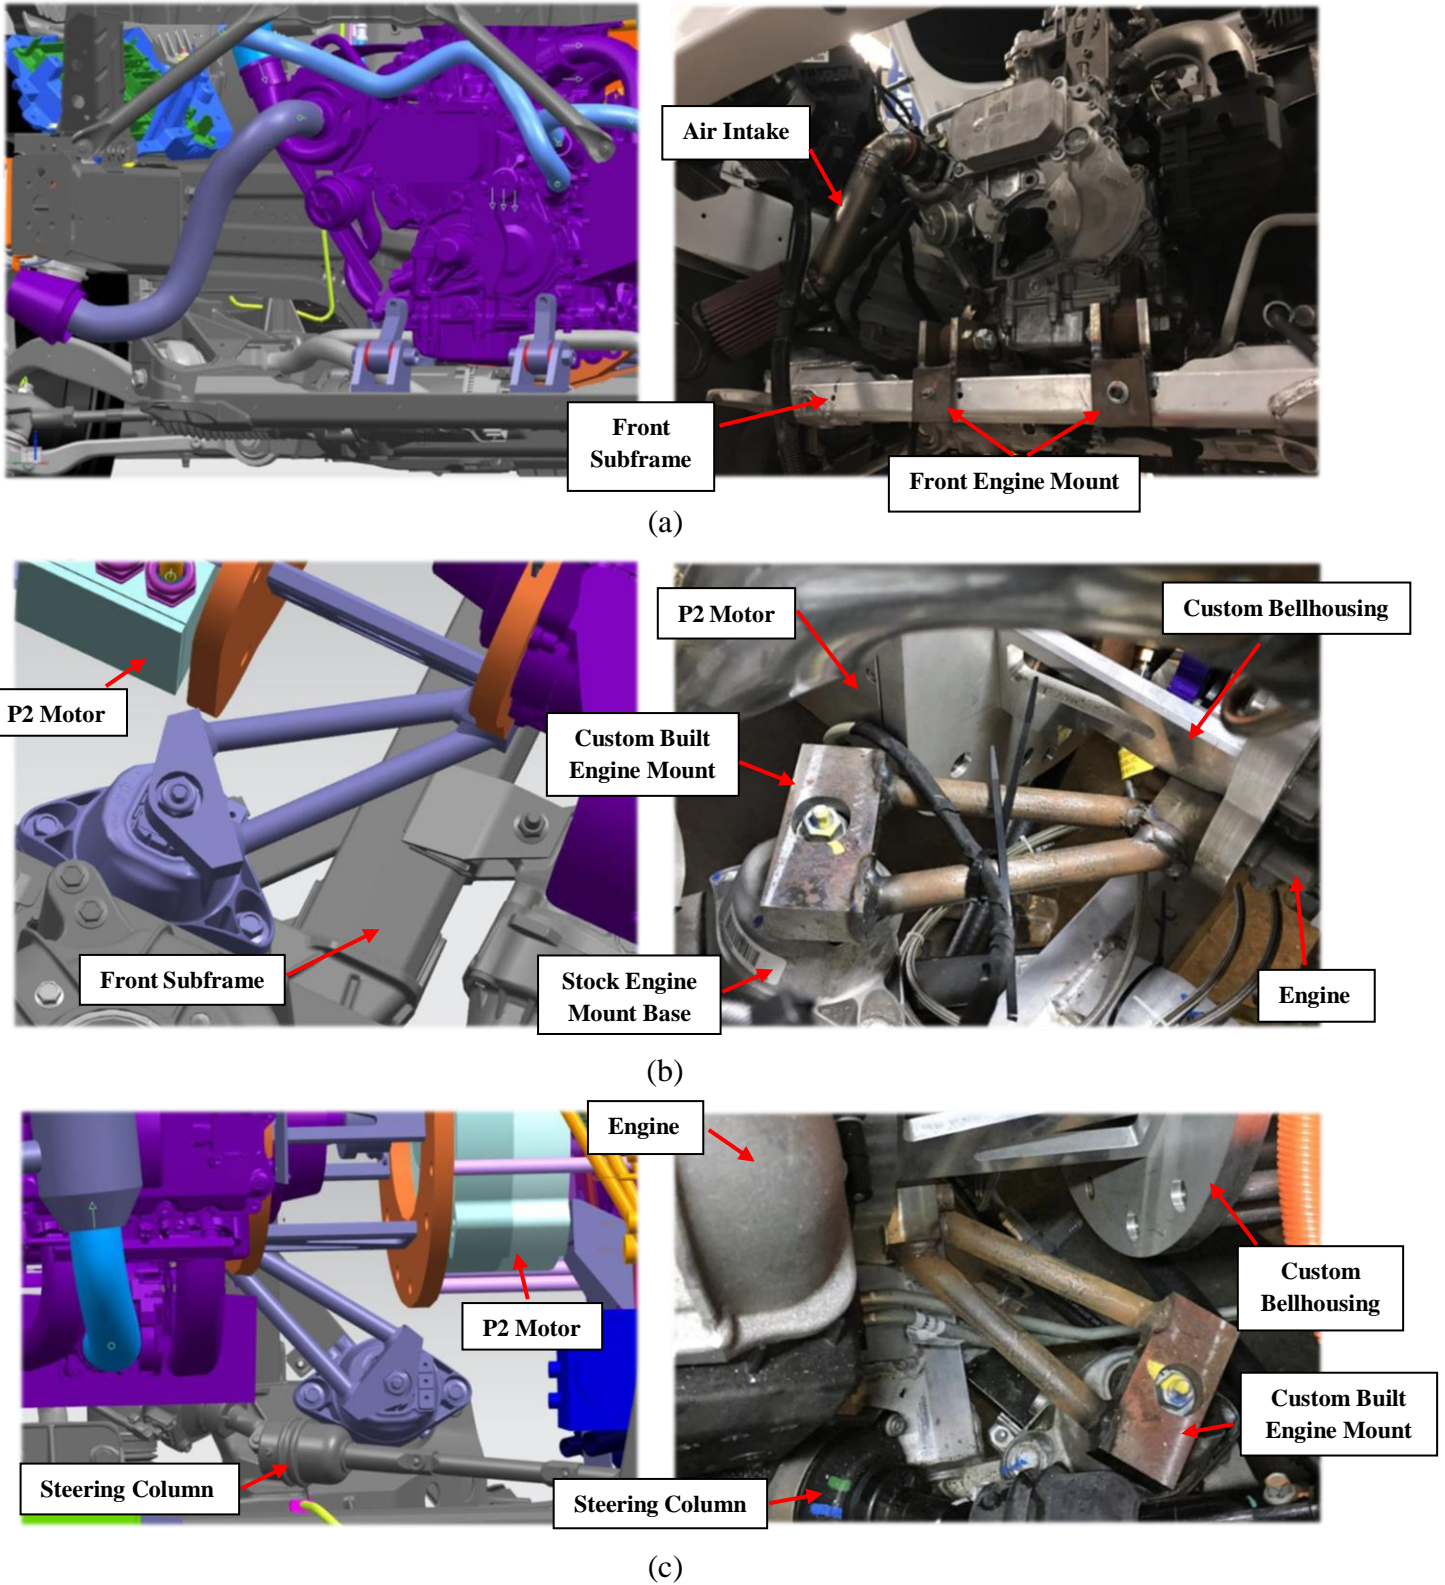 Air Intake
Front
Subframe
Front Engine Mount
(a)
P2 Motor
P2 Motor
Custom Bellhousing
Custom Built
Engine Mount
Front Subframe
Stock Engine
Mount Base
Engine
(b)
Engine
P2 Motor
Custom
Bellhousing
Custom Built
Engine Mount
Steering Column
Steering Column
(c)